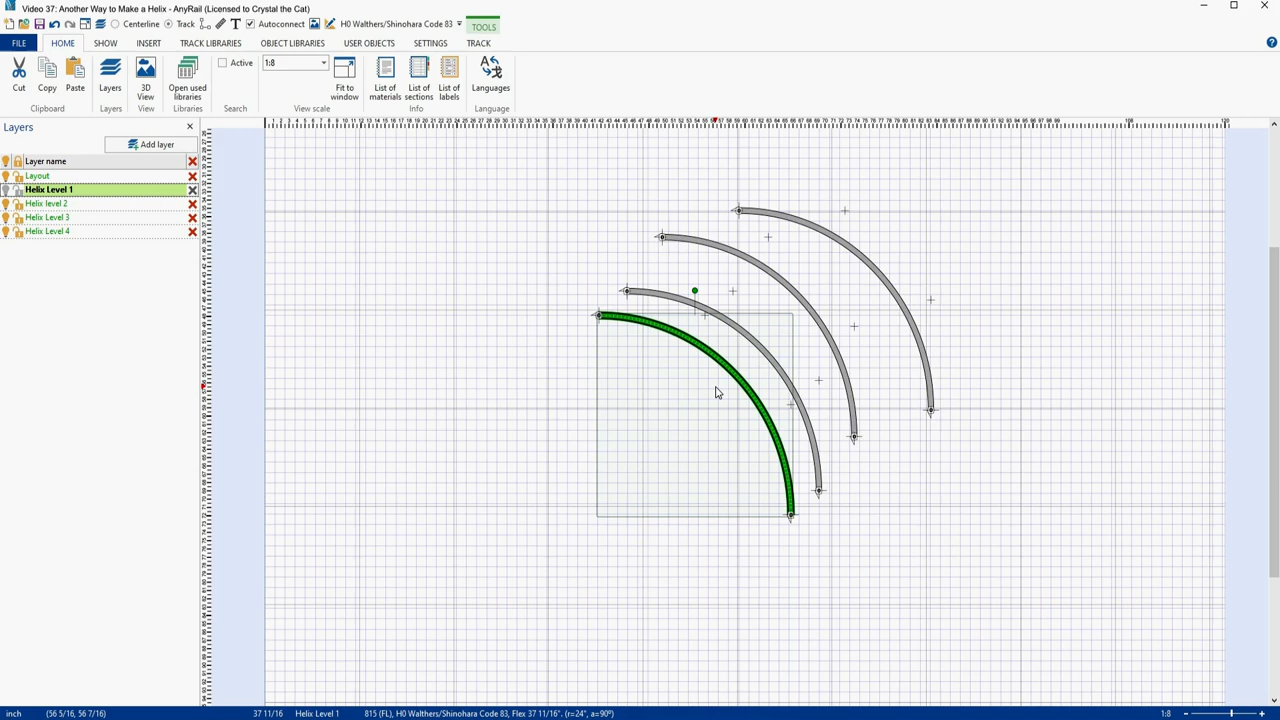 Video 37: Another Way to Make a Helix - AnyRail (Licensed to Crystal the Cat)
Centerline Track Autoconnect H0 Walthers/Shinohara Code 83 TOOLS
FILE HOME SHOW INSERT TRACK LIBRARIES OBJECT LIBRARIES USER OBJECTS SETTINGS TRACK
Cut Copy Paste Layers 3D View Open used libraries Active 1:8 Fit to window List of materials List of sections List of labels Languages
Clipboard Layers View Libraries Search View scale Info Language
Layers
Add layer
Layer name
Layout
Helix Level 1
Helix level 2
Helix Level 3
Helix Level 4
inch (56 5/16, 56 7/16) 37 11/16 Helix Level 1 815 (FL), H0 Walthers/Shinohara Code 83, Flex 37 11/16". (r=24", a=90º) 1:8